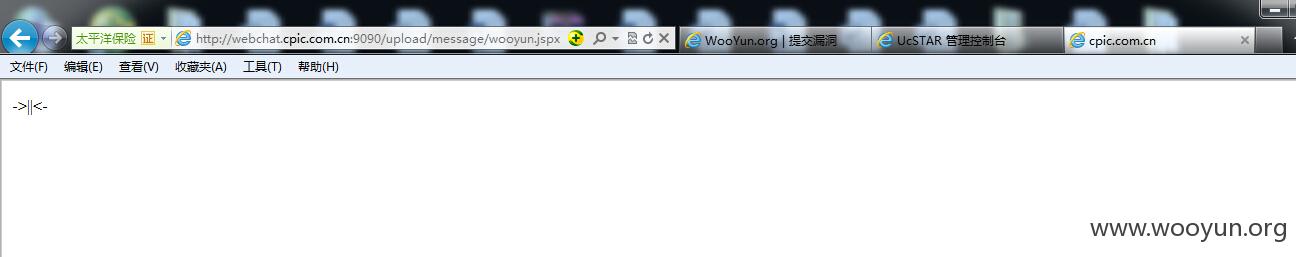 太平洋保险 证 http://webchat.cpic.com.cn:9090/upload/message/wooyun.jspx WooYun.org | 提交漏洞 UcSTAR 管理控制台 cpic.com.cn
文件(F) 编辑(E) 查看(V) 收藏夹(A) 工具(T) 帮助(H)
->||<-
www.wooyun.org